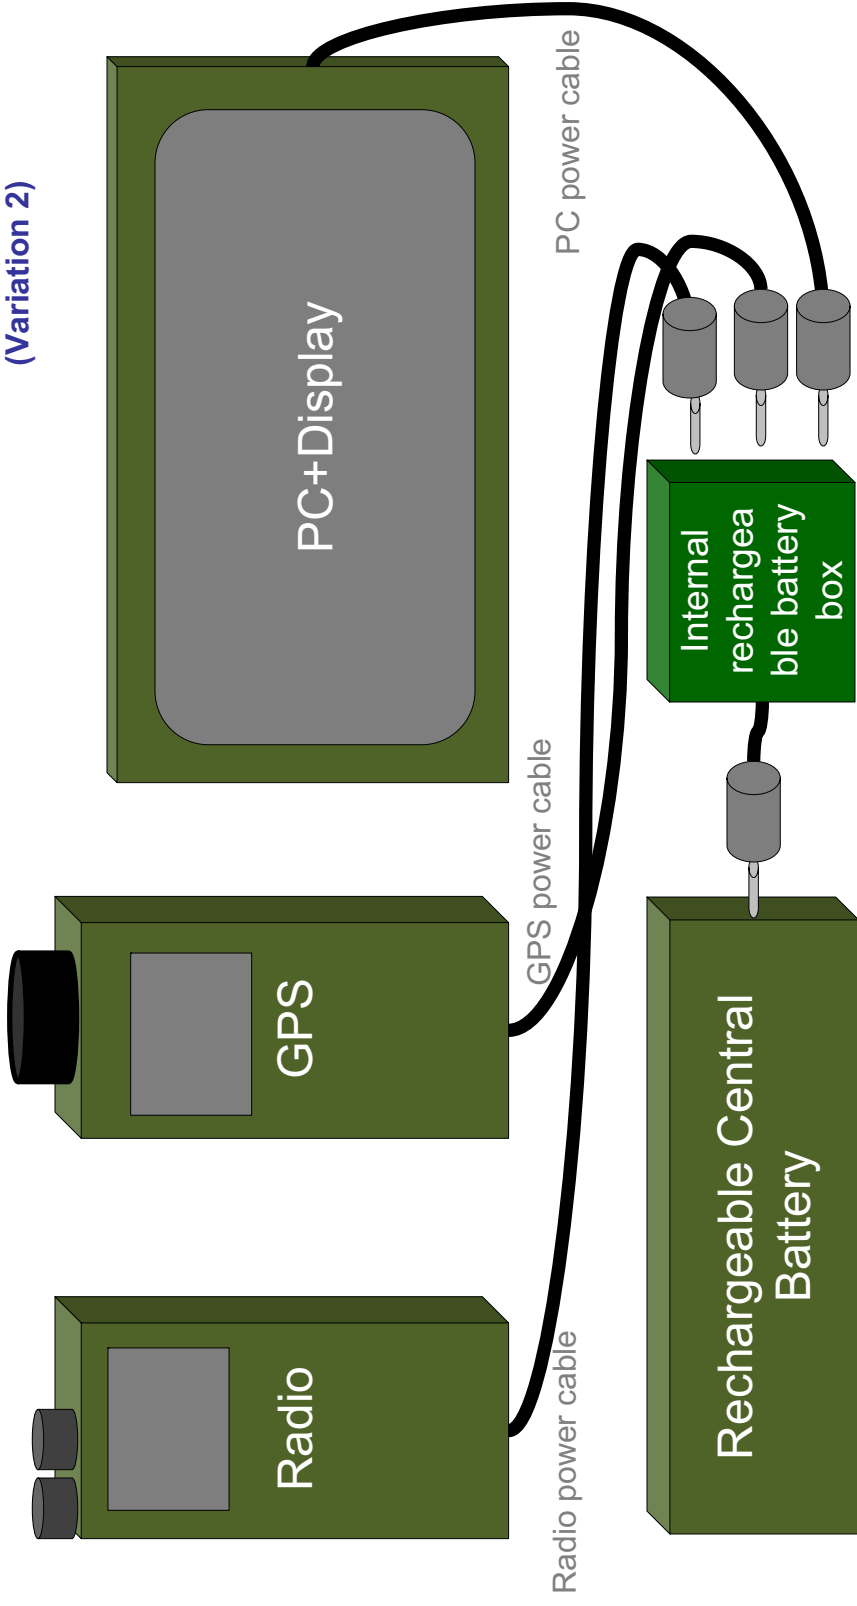 (Variation 2)
Radio
GPS
PC+Display
Radio power cable
GPS power cable
PC power cable
Rechargeable Central
Battery
Internal
rechargea
ble battery
box